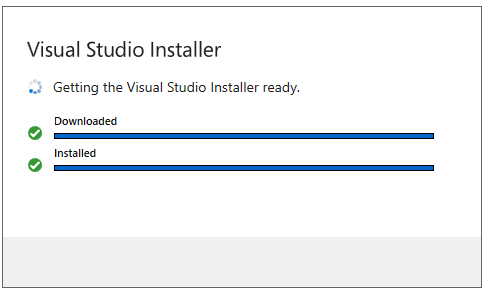 Visual Studio Installer
Getting the Visual Studio Installer ready.
Downloaded
Installed